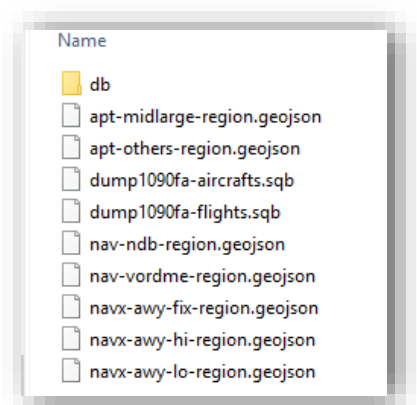 Name
db
apt-midlarge-region.geojson
apt-others-region.geojson
dump1090fa-aircrafts.sqb
dump1090fa-flights.sqb
nav-ndb-region.geojson
nav-vordme-region.geojson
navx-awy-fix-region.geojson
navx-awy-hi-region.geojson
navx-awy-lo-region.geojson